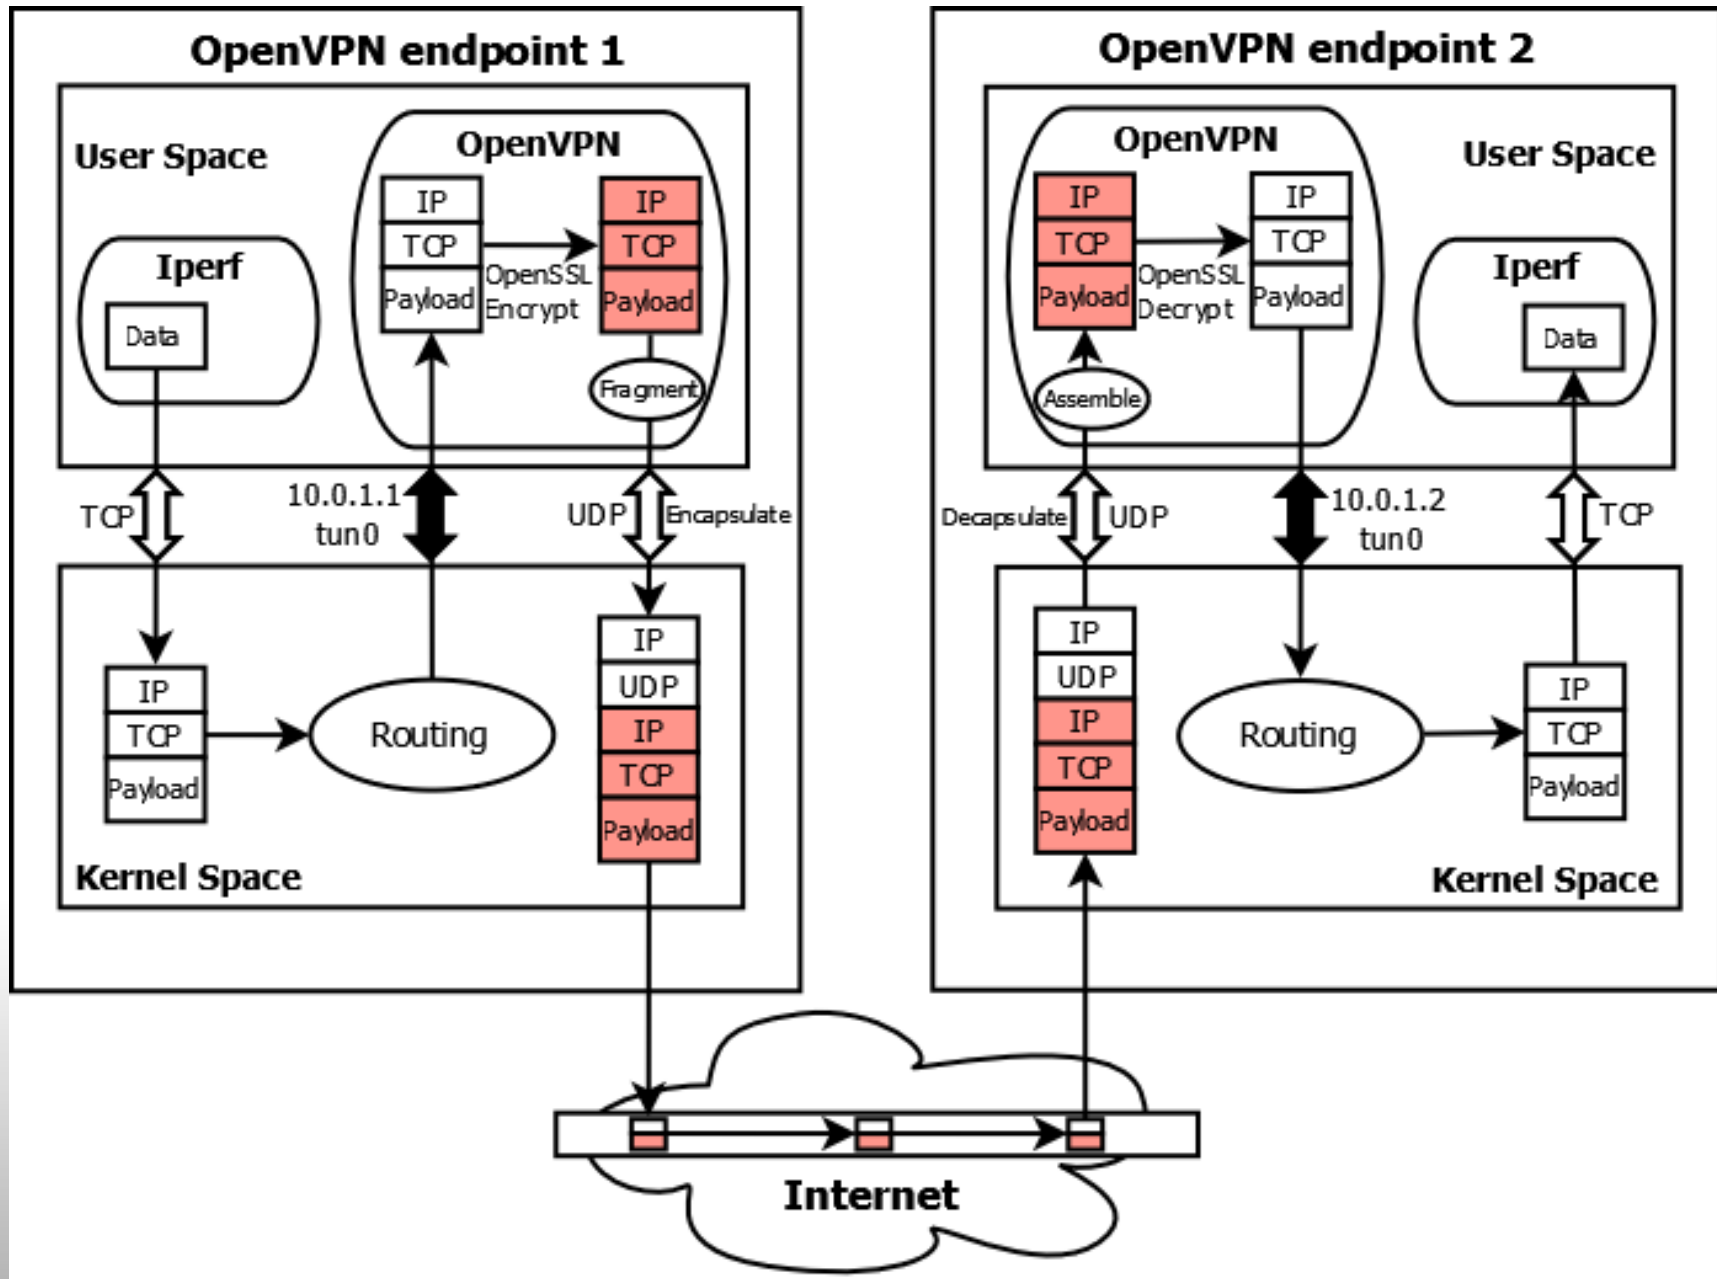 OpenVPN endpoint 1
User Space
OpenVPN
IP
TCP
Payload
OpenSSL
Encrypt
IP
TCP
Payload
Iperf
Data
Fragment
TCP
10.0.1.1
tun0
UDP
Encapsulate
IP
TCP
Payload
Routing
IP
UDP
IP
TCP
Payload
Kernel Space
OpenVPN endpoint 2
OpenVPN
User Space
IP
TCP
Payload
OpenSSL
Decrypt
IP
TCP
Payload
Iperf
Data
Assemble
Decapsulate
UDP
10.0.1.2
tun0
TCP
IP
UDP
IP
TCP
Payload
Routing
IP
TCP
Payload
Kernel Space
Internet